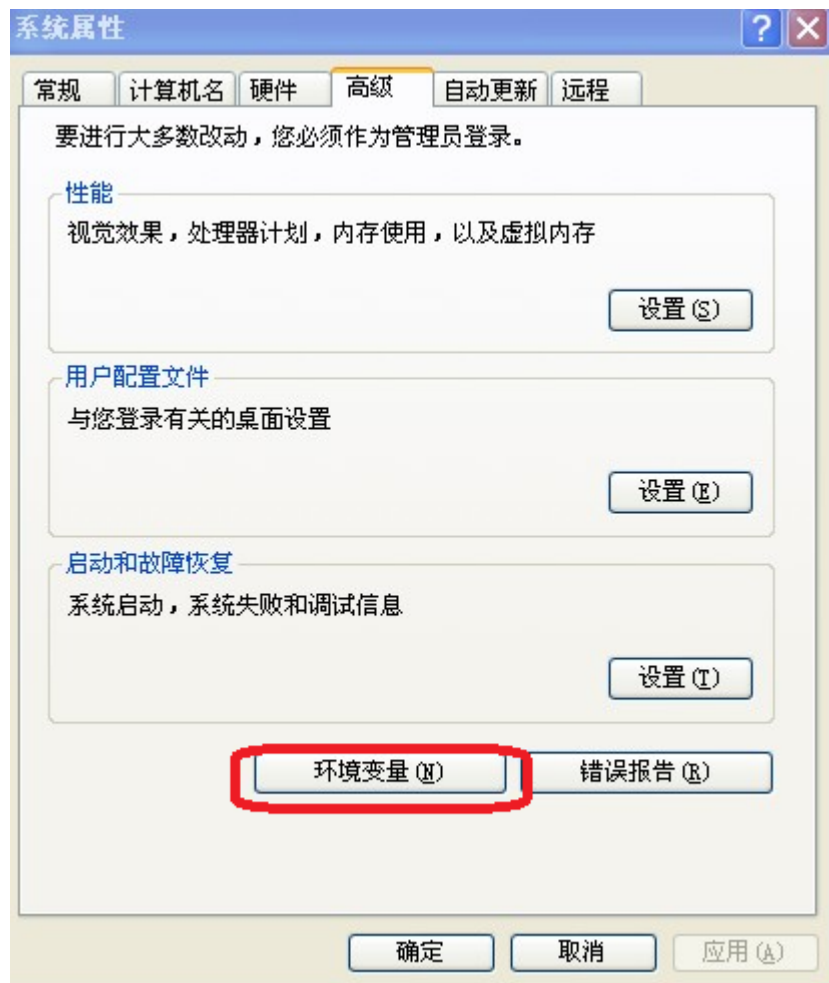 系统属性
常规 计算机名 硬件 高级 自动更新 远程
要进行大多数改动，您必须作为管理员登录。
性能
视觉效果，处理器计划，内存使用，以及虚拟内存
设置(S)
用户配置文件
与您登录有关的桌面设置
设置(E)
启动和故障恢复
系统启动，系统失败和调试信息
设置(T)
环境变量(N) 错误报告(R)
确定 取消 应用(A)